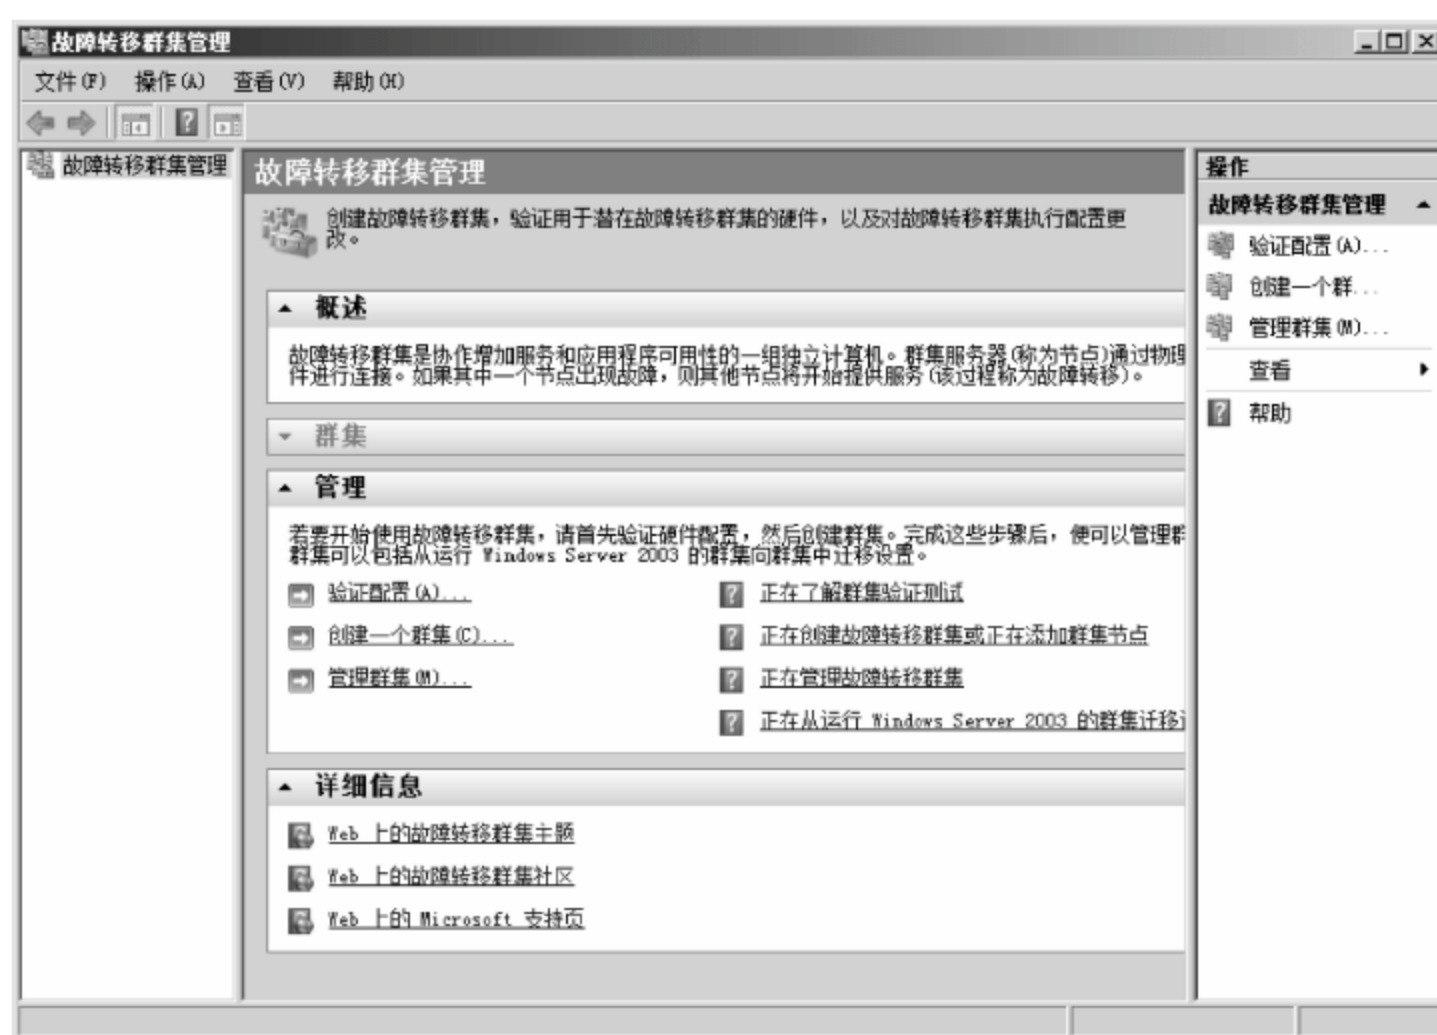 故障转移群集管理
文件(F) 操作(A) 查看(V) 帮助(H)
故障转移群集管理
故障转移群集管理
创建故障转移群集，验证用于潜在故障转移群集的硬件，以及对故障转移群集执行配置更
改。
概述
故障转移群集是协作增加服务和应用程序可用性的一组独立计算机。群集服务器(称为节点)通过物理
件进行连接。如果其中一个节点出现故障，则其他节点将开始提供服务(该过程称为故障转移)。
群集
管理
若要开始使用故障转移群集，请首先验证硬件配置，然后创建群集。完成这些步骤后，便可以管理群
群集可以包括从运行 Windows Server 2003 的群集向群集中迁移设置。
验证配置(A)...
正在了解群集验证测试
创建一个群集(C)...
正在创建故障转移群集或正在添加群集节点
管理群集(M)...
正在管理故障转移群集
正在从运行 Windows Server 2003 的群集迁移
详细信息
Web 上的故障转移群集主题
Web 上的故障转移群集社区
Web 上的 Microsoft 支持页
操作
故障转移群集管理
验证配置(A)...
创建一个群...
管理群集(M)...
查看
帮助